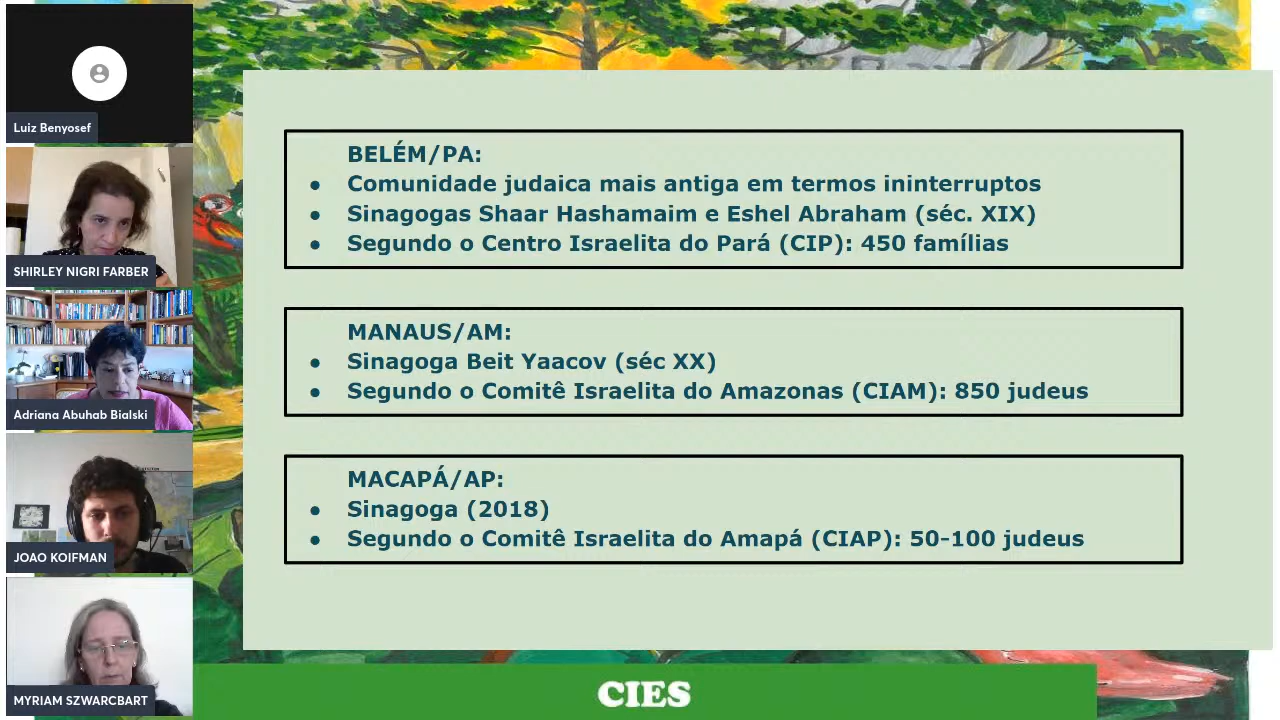 Luiz Benyosef
SHIRLEY NIGRI FARBER
Adriana Abuhab Bialski
JOAO KOIFMAN
MYRIAM SZWARCBART
BELÉM/PA:
● Comunidade judaica mais antiga em termos ininterruptos
● Sinagogas Shaar Hashamaim e Eshel Abraham (séc. XIX)
● Segundo o Centro Israelita do Pará (CIP): 450 famílias
MANAUS/AM:
● Sinagoga Beit Yaacov (séc XX)
● Segundo o Comitê Israelita do Amazonas (CIAM): 850 judeus
MACAPÁ/AP:
● Sinagoga (2018)
● Segundo o Comitê Israelita do Amapá (CIAP): 50-100 judeus
CIES